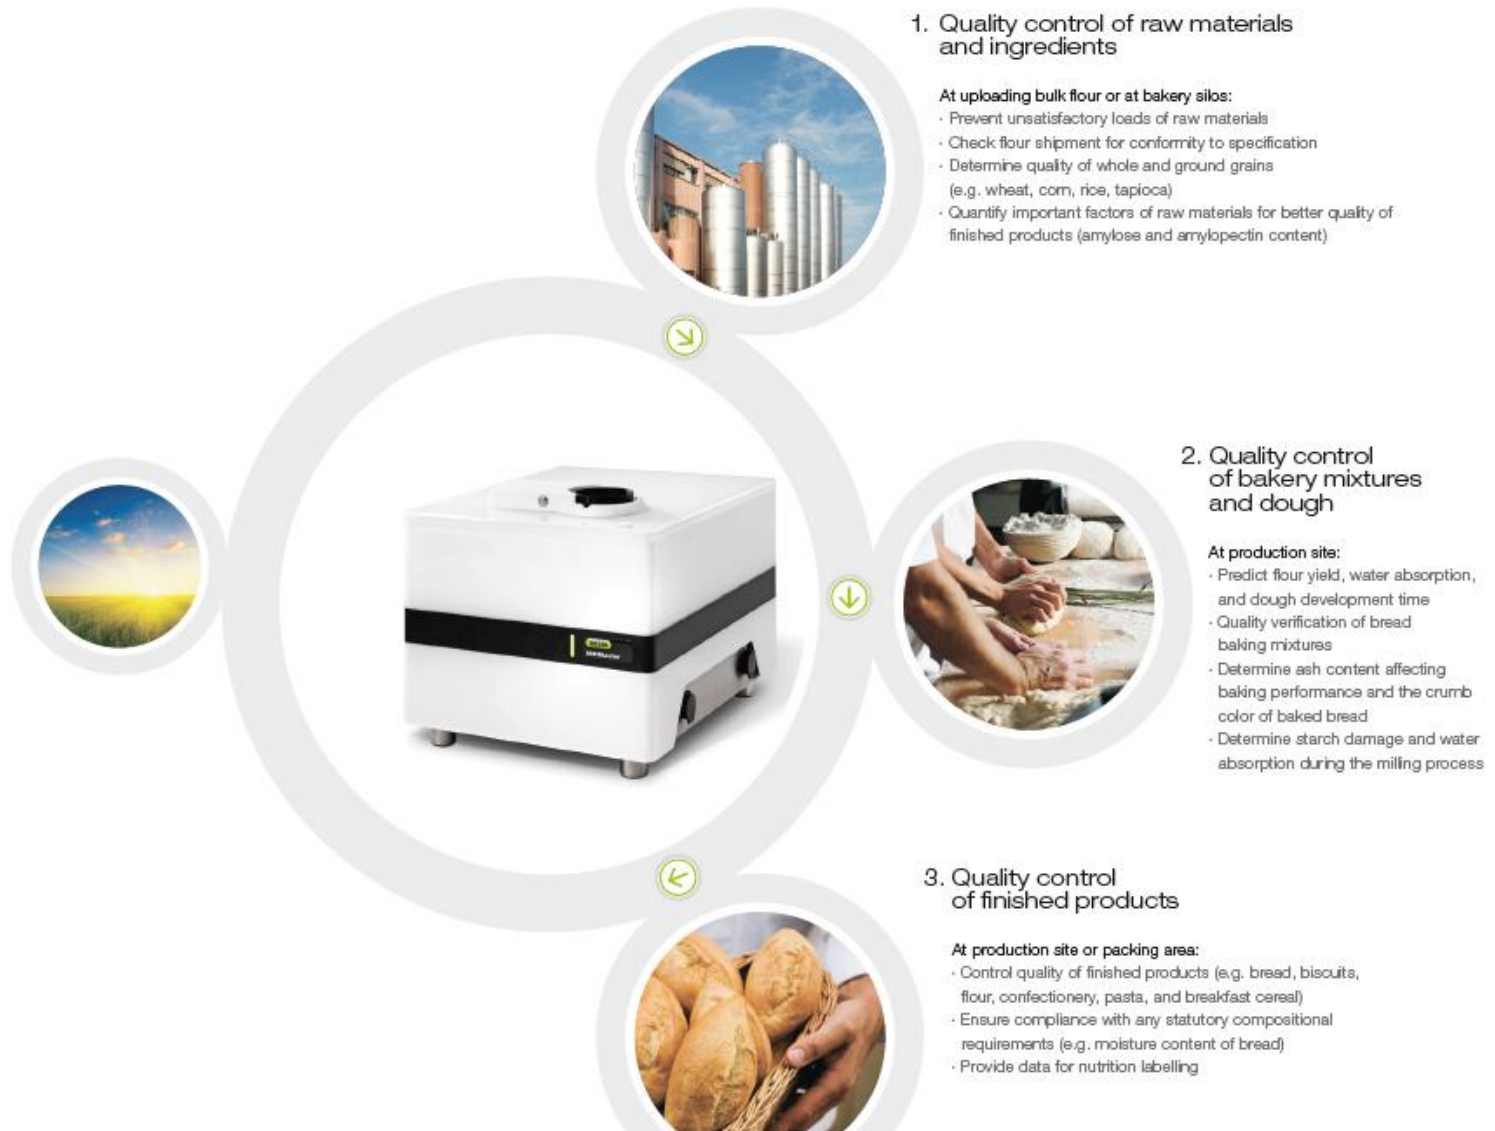 1. Quality control of raw materials
and ingredients
At uploading bulk flour or at bakery silos:
· Prevent unsatisfactory loads of raw materials
· Check flour shipment for conformity to specification
· Determine quality of whole and ground grains
(e.g. wheat, corn, rice, tapioca)
· Quantify important factors of raw materials for better quality of
finished products (amylose and amylopectin content)
2. Quality control
of bakery mixtures
and dough
At production site:
· Predict flour yield, water absorption,
and dough development time
· Quality verification of bread
baking mixtures
· Determine ash content affecting
baking performance and the crumb
color of baked bread
· Determine starch damage and water
absorption during the milling process
3. Quality control
of finished products
At production site or packing area:
· Control quality of finished products (e.g. bread, biscuits,
flour, confectionery, pasta, and breakfast cereal)
· Ensure compliance with any statutory compositional
requirements (e.g. moisture content of bread)
· Provide data for nutrition labelling